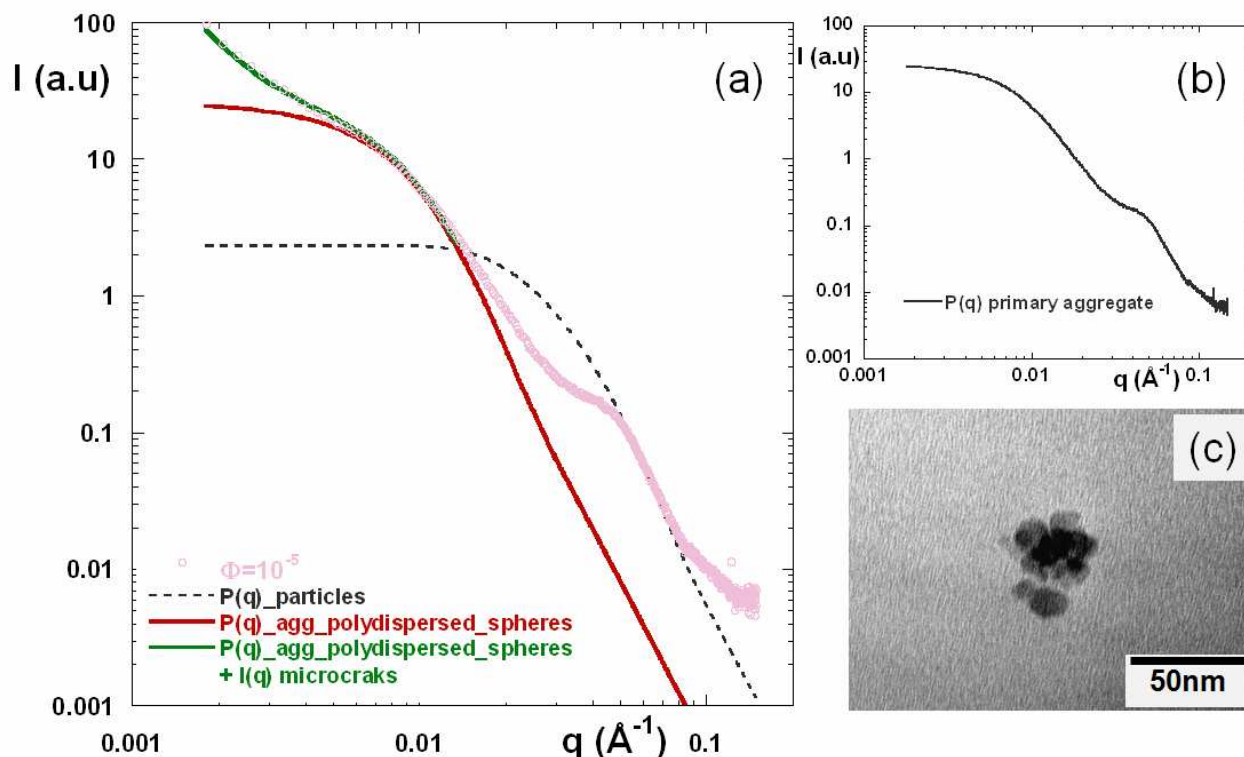 (a)
I (a.u)
100
10
1
0.1
0.01
0.001
Φ=10⁻⁵
P(q)_particles
P(q)_agg_polydispersed_spheres
P(q)_agg_polydispersed_spheres
+ I(q) microcraks
0.001
0.01
q (Å⁻¹)
0.1
(b)
I (a.u)
100
10
1
0.1
0.01
0.001
P(q) primary aggregate
0.001
0.01
q (Å⁻¹)
0.1
(c)
50nm